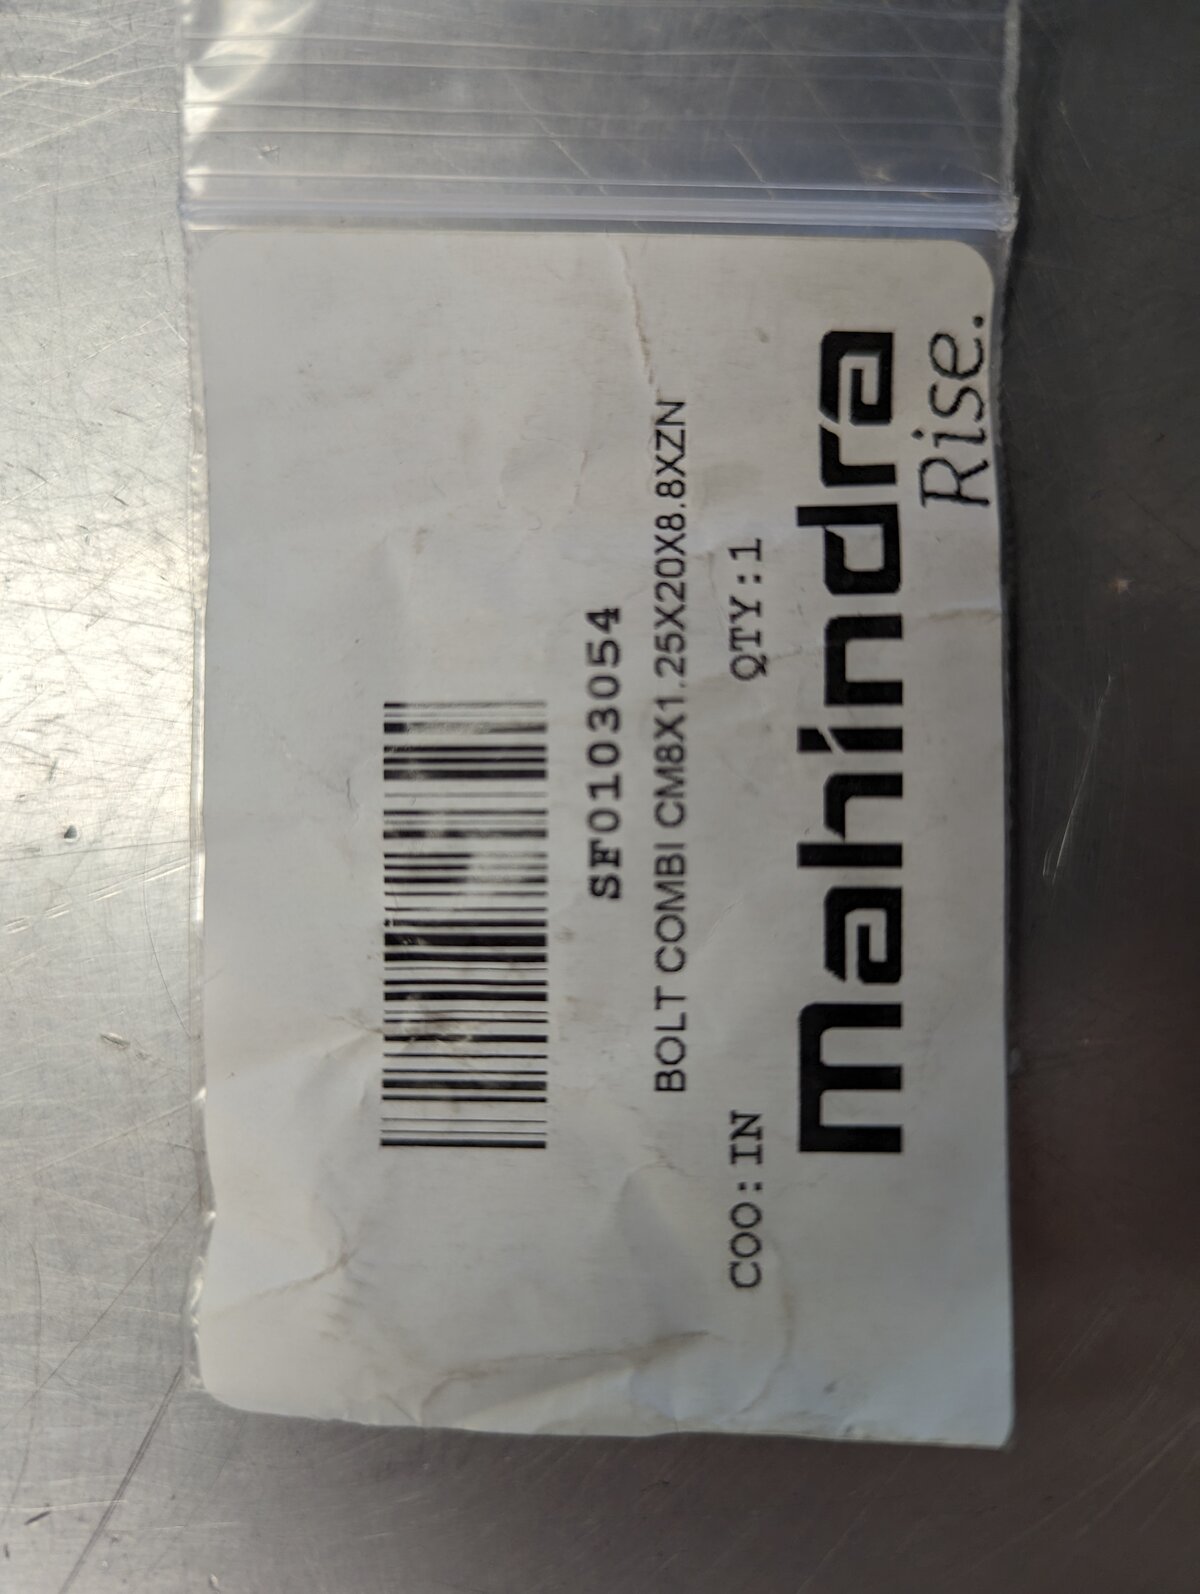 SF0103054
BOLT COMBI CM8X1.25X20X8.8XZN
COO:IN QTY:1
mahindra
Rise.